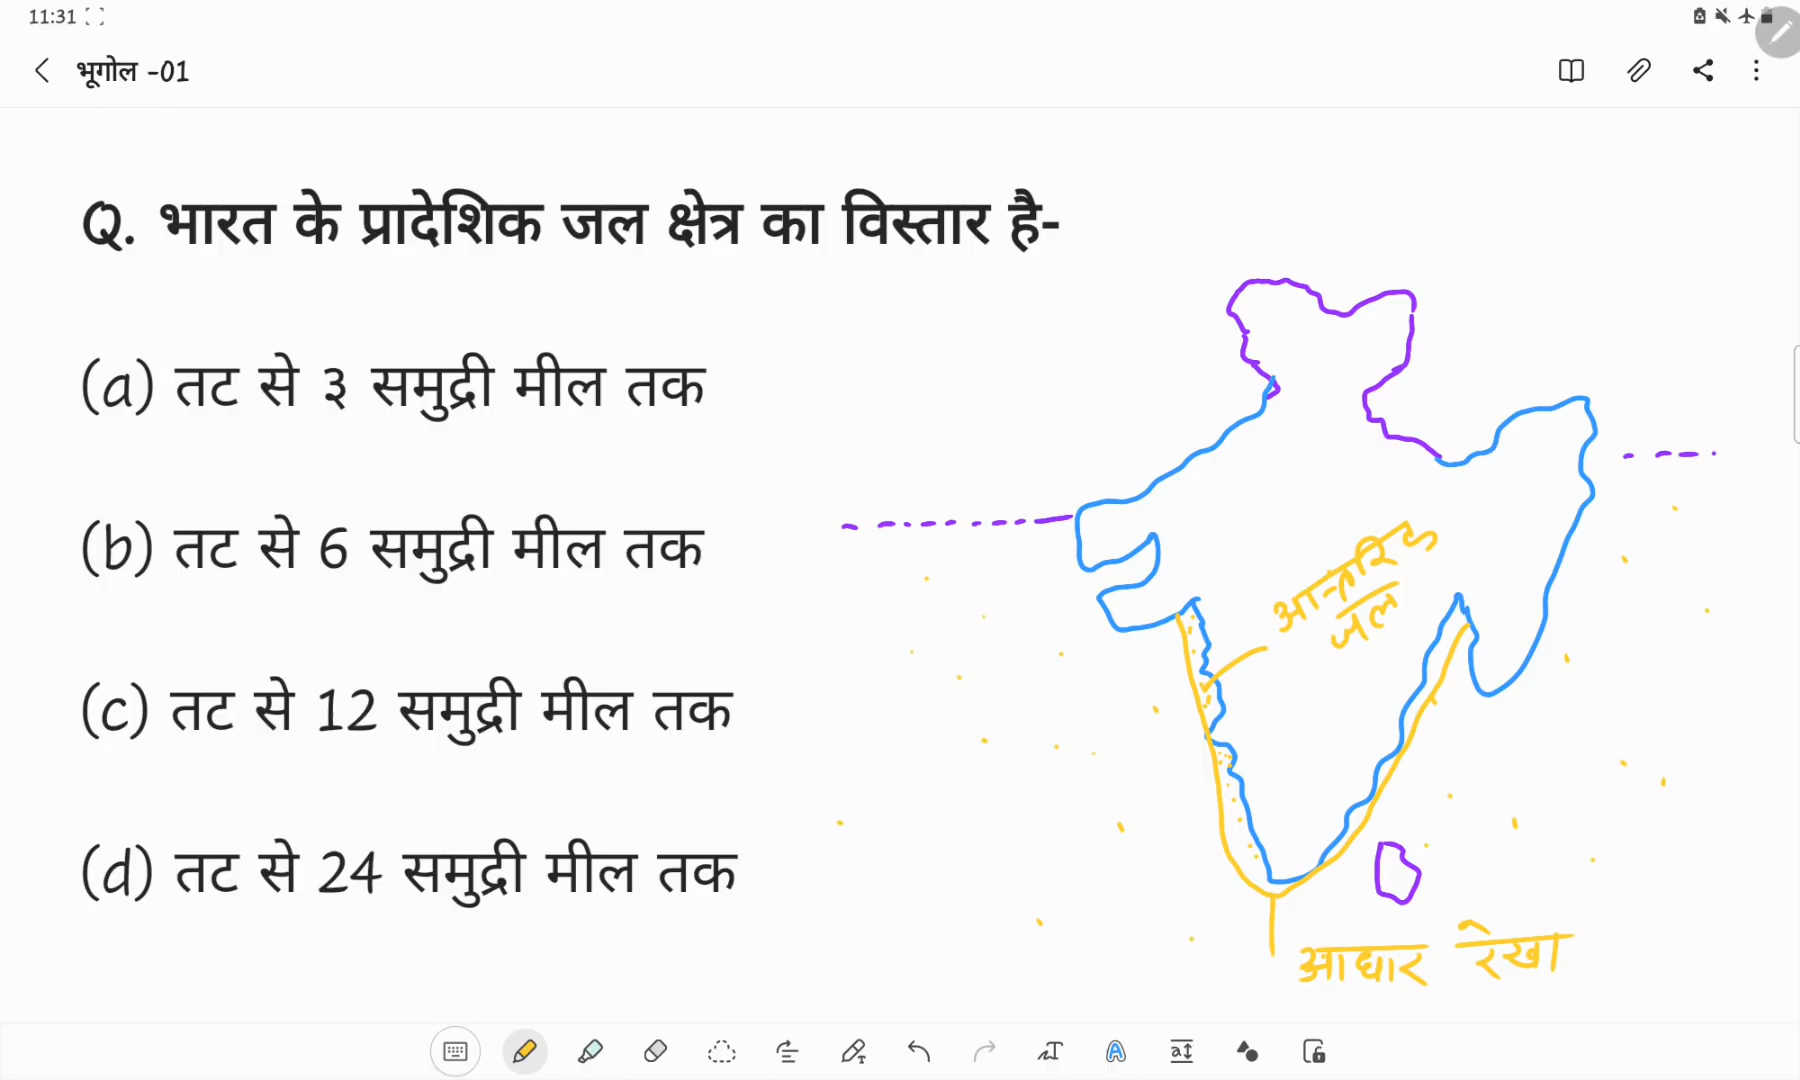 11:31
भूगोल -01
Q. भारत के प्रादेशिक जल क्षेत्र का विस्तार है-
(a) तट से ३ समुद्री मील तक
(b) तट से 6 समुद्री मील तक
(c) तट से 12 समुद्री मील तक
(d) तट से 24 समुद्री मील तक
आन्तरिक
जल
आधार रेखा